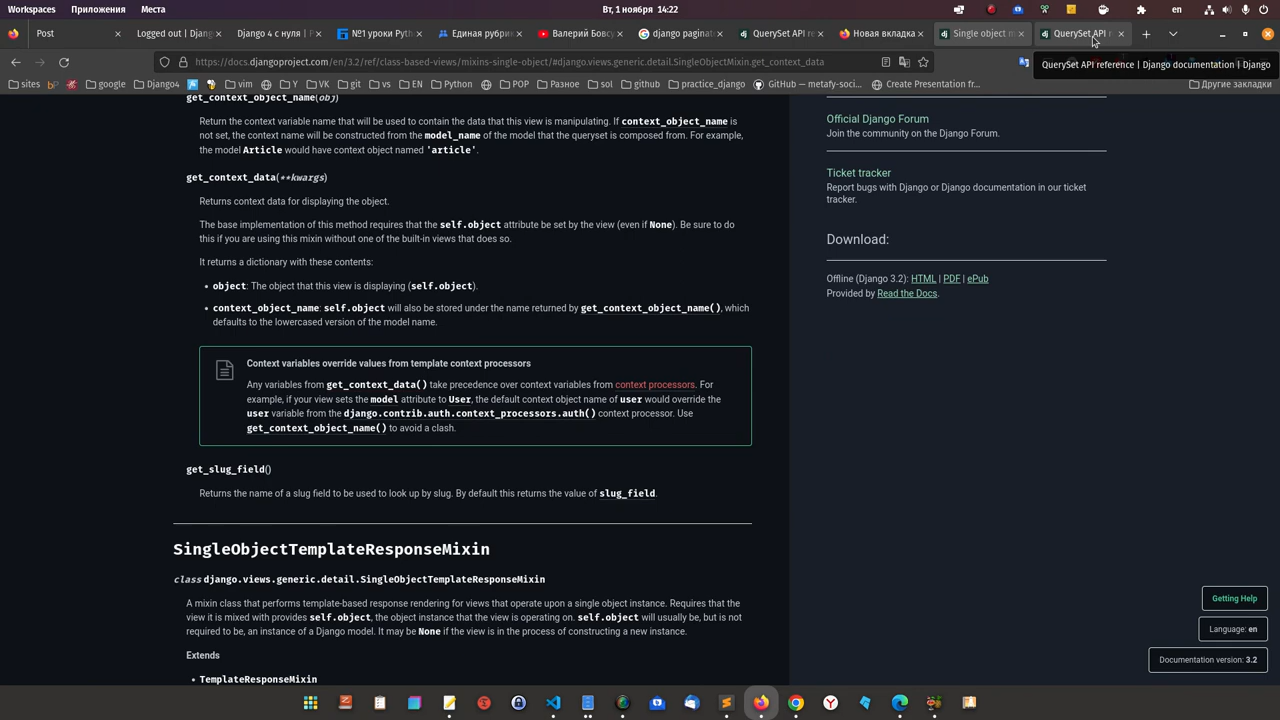 Workspaces Приложения Места Вт, 1 ноября 14:22 en
Post Logged out | Djang Django 4 с нуля | P №1 уроки Pyth Единая рубри Валерий Бовсу django paginat QuerySet API re Новая вкладка Single object m QuerySet API r
https://docs.djangoproject.com/en/3.2/ref/class-based-views/mixins-single-object/#django.views.generic.detail.SingleObjectMixin.get_context_data
QuerySet API reference | Django documentation | Django
sites google Django4 vim Y VK git vs EN Python POP Разное sol github practice_django GitHub — metafy-soci... Create Presentation fr... Другие закладки
get_context_object_name(obj)
Return the context variable name that will be used to contain the data that this view is manipulating. If context_object_name is
not set, the context name will be constructed from the model_name of the model that the queryset is composed from. For example,
the model Article would have context object named 'article'.
get_context_data(**kwargs)
Returns context data for displaying the object.
The base implementation of this method requires that the self.object attribute be set by the view (even if None). Be sure to do
this if you are using this mixin without one of the built-in views that does so.
It returns a dictionary with these contents:
• object: The object that this view is displaying (self.object).
• context_object_name: self.object will also be stored under the name returned by get_context_object_name(), which
defaults to the lowercased version of the model name.
Context variables override values from template context processors
Any variables from get_context_data() take precedence over context variables from context processors. For
example, if your view sets the model attribute to User, the default context object name of user would override the
user variable from the django.contrib.auth.context_processors.auth() context processor. Use
get_context_object_name() to avoid a clash.
get_slug_field()
Returns the name of a slug field to be used to look up by slug. By default this returns the value of slug_field.
SingleObjectTemplateResponseMixin
class django.views.generic.detail.SingleObjectTemplateResponseMixin
A mixin class that performs template-based response rendering for views that operate upon a single object instance. Requires that
the view it is mixed with provides self.object, the object instance that the view is operating on. self.object will usually be, but is not
required to be, an instance of a Django model. It may be None if the view is in the process of constructing a new instance.
Extends
• TemplateResponseMixin
Official Django Forum
Join the community on the Django Forum.
Ticket tracker
Report bugs with Django or Django documentation in our ticket
tracker.
Download:
Offline (Django 3.2): HTML | PDF | ePub
Provided by Read the Docs.
Getting Help
Language: en
Documentation version: 3.2